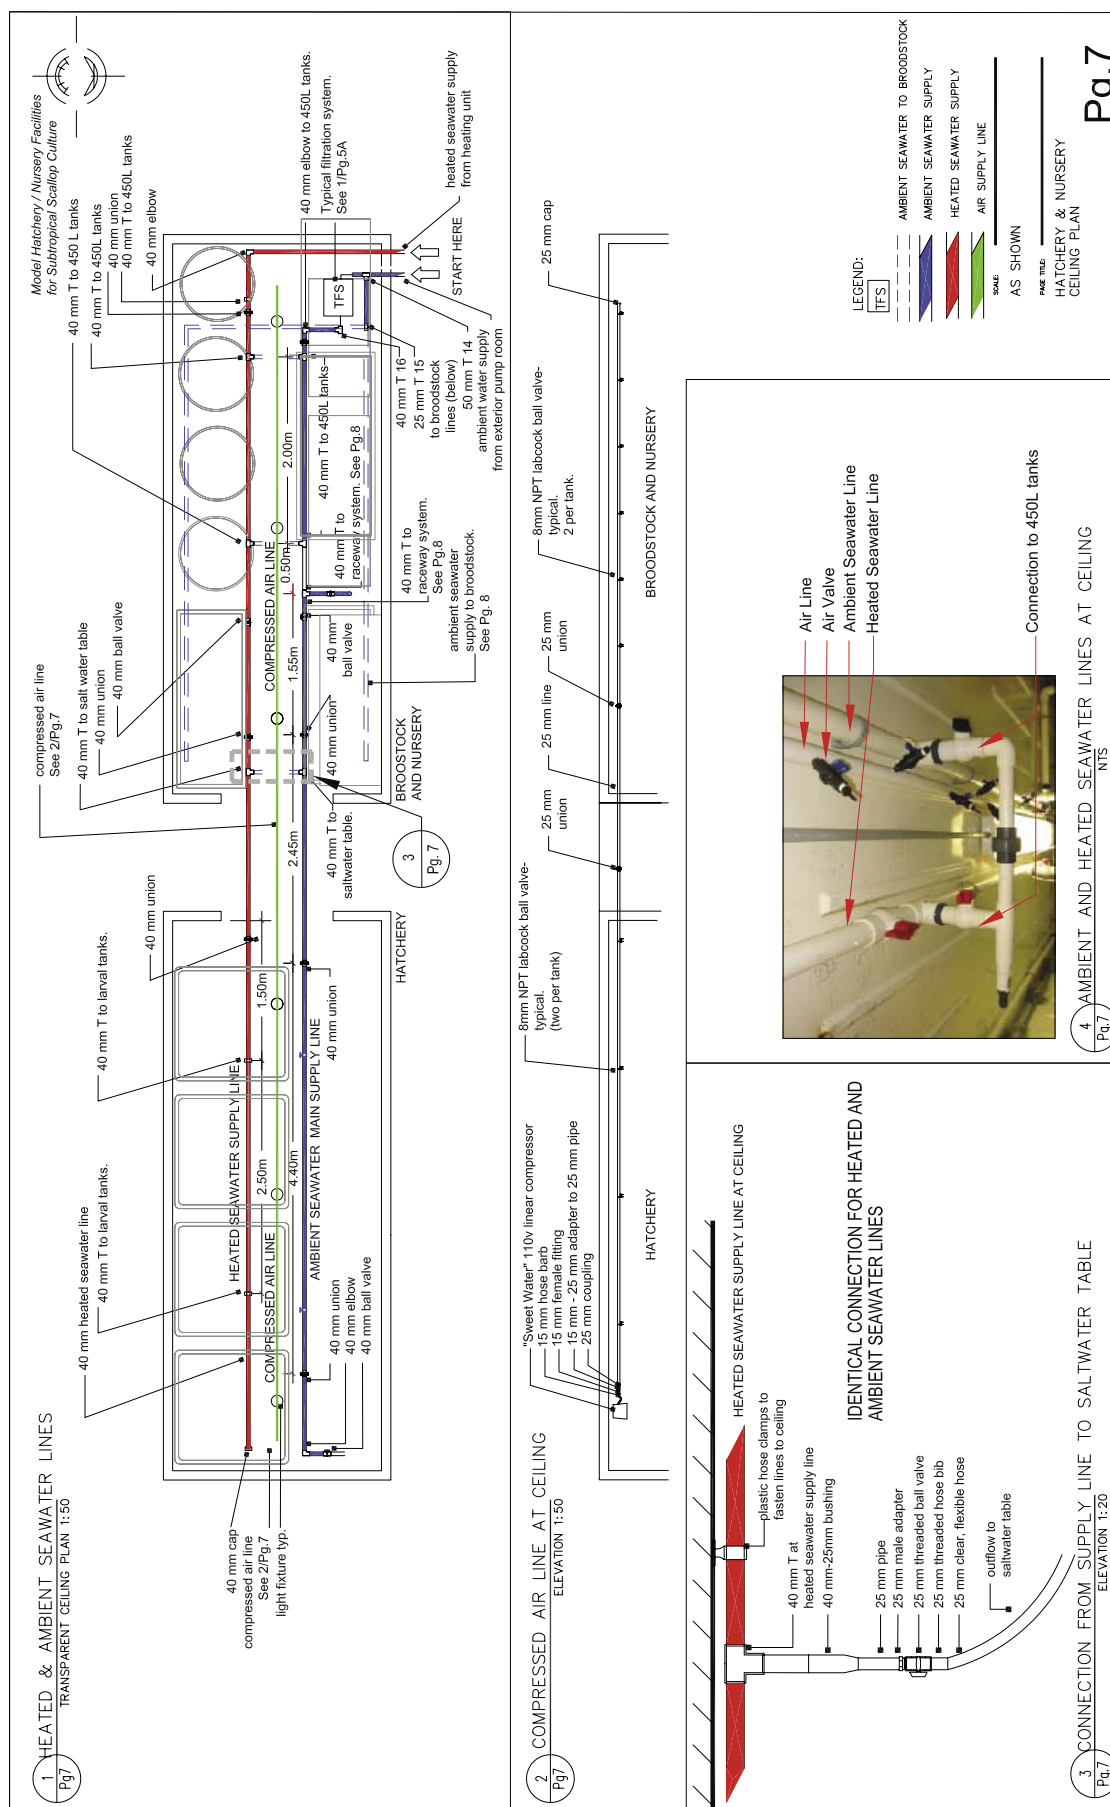 Model Hatchery / Nursery Facilities
for Subtropical Scallop Culture
1
Pg7
HEATED & AMBIENT SEAWATER LINES
TRANSPARENT CEILING PLAN 1:50
40 mm heated seawater line
40 mm T to larval tanks.
40 mm T to larval tanks.
40 mm union
compressed air line
See 2/Pg.7
40 mm T to salt water table
40 mm union
40 mm ball valve
40 mm T to 450 L tanks
40 mm T to 450L tanks
40 mm union
40 mm T to 450L tanks
40 mm elbow
HEATED SEAWATER SUPPLY LINE
COMPRESSED AIR LINE
COMPRESSED AIR LINE
AMBIENT SEAWATER MAIN SUPPLY LINE
2.50m
1.50m
4.40m
2.45m
1.55m
0.50m
2.00m
40 mm cap
compressed air line
See 2/Pg.7
light fixture typ.
40 mm union
40 mm elbow
40 mm ball valve
40 mm union
HATCHERY
40 mm T to
saltwater table.
40 mm union
3
Pg. 7
BROODSTOCK
AND NURSERY
40 mm
ball valve
40 mm T to
raceway system.
See Pg.8
ambient seawater
supply to broodstock.
See Pg. 8
40 mm T to
raceway system. See Pg.8
40 mm T to 450L tanks
40 mm T 16
25 mm T 15
to broodstock
lines (below)
50 mm T 14
ambient water supply
from exterior pump room
TFS
40 mm elbow to 450L tanks.
Typical filtration system.
See 1/Pg.5A
START HERE
heated seawater supply
from heating unit
2
Pg7
COMPRESSED AIR LINE AT CEILING
ELEVATION 1:50
"Sweet Water" 110v linear compressor
15 mm hose barb
15 mm female fitting
15 mm - 25 mm adapter to 25 mm pipe
25 mm coupling
8mm NPT labcock ball valve-
typical.
(two per tank)
25 mm
union
25 mm line
25 mm
union
8mm NPT labcock ball valve-
typical.
2 per tank.
25 mm cap
HATCHERY
BROODSTOCK AND NURSERY
HEATED SEAWATER SUPPLY LINE AT CEILING
plastic hose clamps to
fasten lines to ceiling
40 mm T at
heated seawater supply line
40 mm-25mm bushing
25 mm pipe
25 mm male adapter
25 mm threaded ball valve
25 mm threaded hose bib
25 mm clear, flexible hose
outflow to
saltwater table
IDENTICAL CONNECTION FOR HEATED AND
AMBIENT SEAWATER LINES
3
Pg.7
CONNECTION FROM SUPPLY LINE TO SALTWATER TABLE
ELEVATION 1:20
Air Line
Air Valve
Ambient Seawater Line
Heated Seawater Line
Connection to 450L tanks
4
Pg.7
AMBIENT AND HEATED SEAWATER LINES AT CEILING
NTS
LEGEND:
TFS
AMBIENT SEAWATER TO BROODSTOCK
AMBIENT SEAWATER SUPPLY
HEATED SEAWATER SUPPLY
AIR SUPPLY LINE
SCALE:
AS SHOWN
PAGE TITLE:
HATCHERY & NURSERY
CEILING PLAN
Pg.7